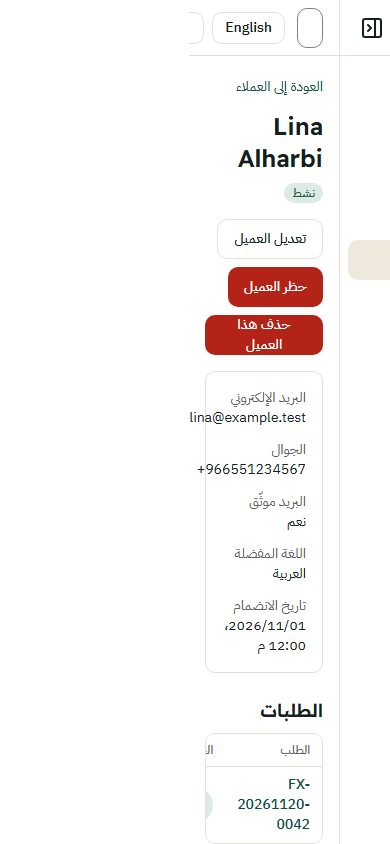 English
العودة إلى العملاء
Lina
Alharbi
نشط
تعديل العميل
حظر العميل
حذف هذا
العميل
البريد الإلكتروني
lina@example.test
الجوال
+966551234567
البريد موثّق
نعم
اللغة المفضلة
العربية
تاريخ الانضمام
2026/11/01،
12:00 م
الطلبات
الطلب
FX-
20261120-
0042